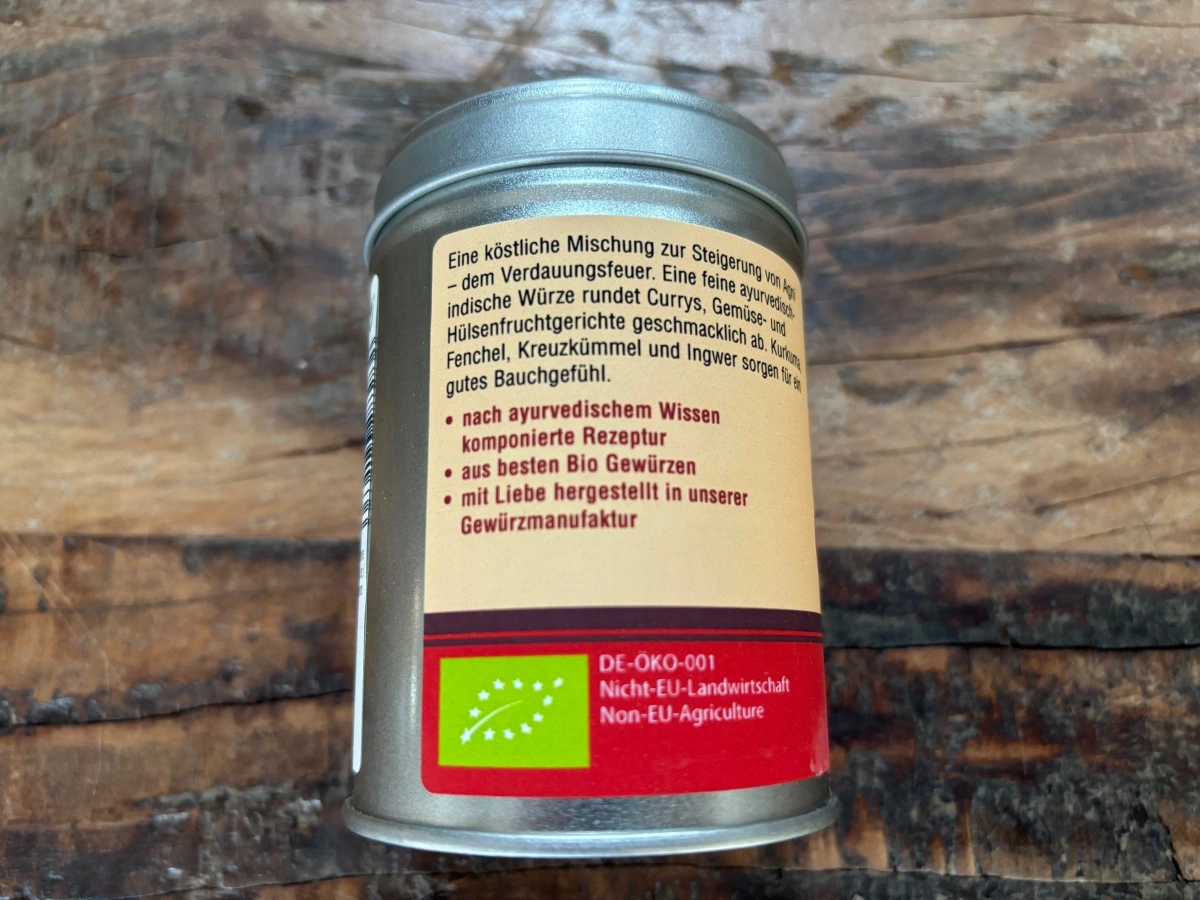 Eine köstliche Mischung zur Steigerung von Agni
– dem Verdauungsfeuer. Eine feine ayurvedisch-
indische Würze rundet Currys, Gemüse- und
Hülsenfruchtgerichte geschmacklich ab. Kurkuma,
Fenchel, Kreuzkümmel und Ingwer sorgen für ein
gutes Bauchgefühl.
• nach ayurvedischem Wissen
komponierte Rezeptur
• aus besten Bio Gewürzen
• mit Liebe hergestellt in unserer
Gewürzmanufaktur
DE-ÖKO-001
Nicht-EU-Landwirtschaft
Non-EU-Agriculture